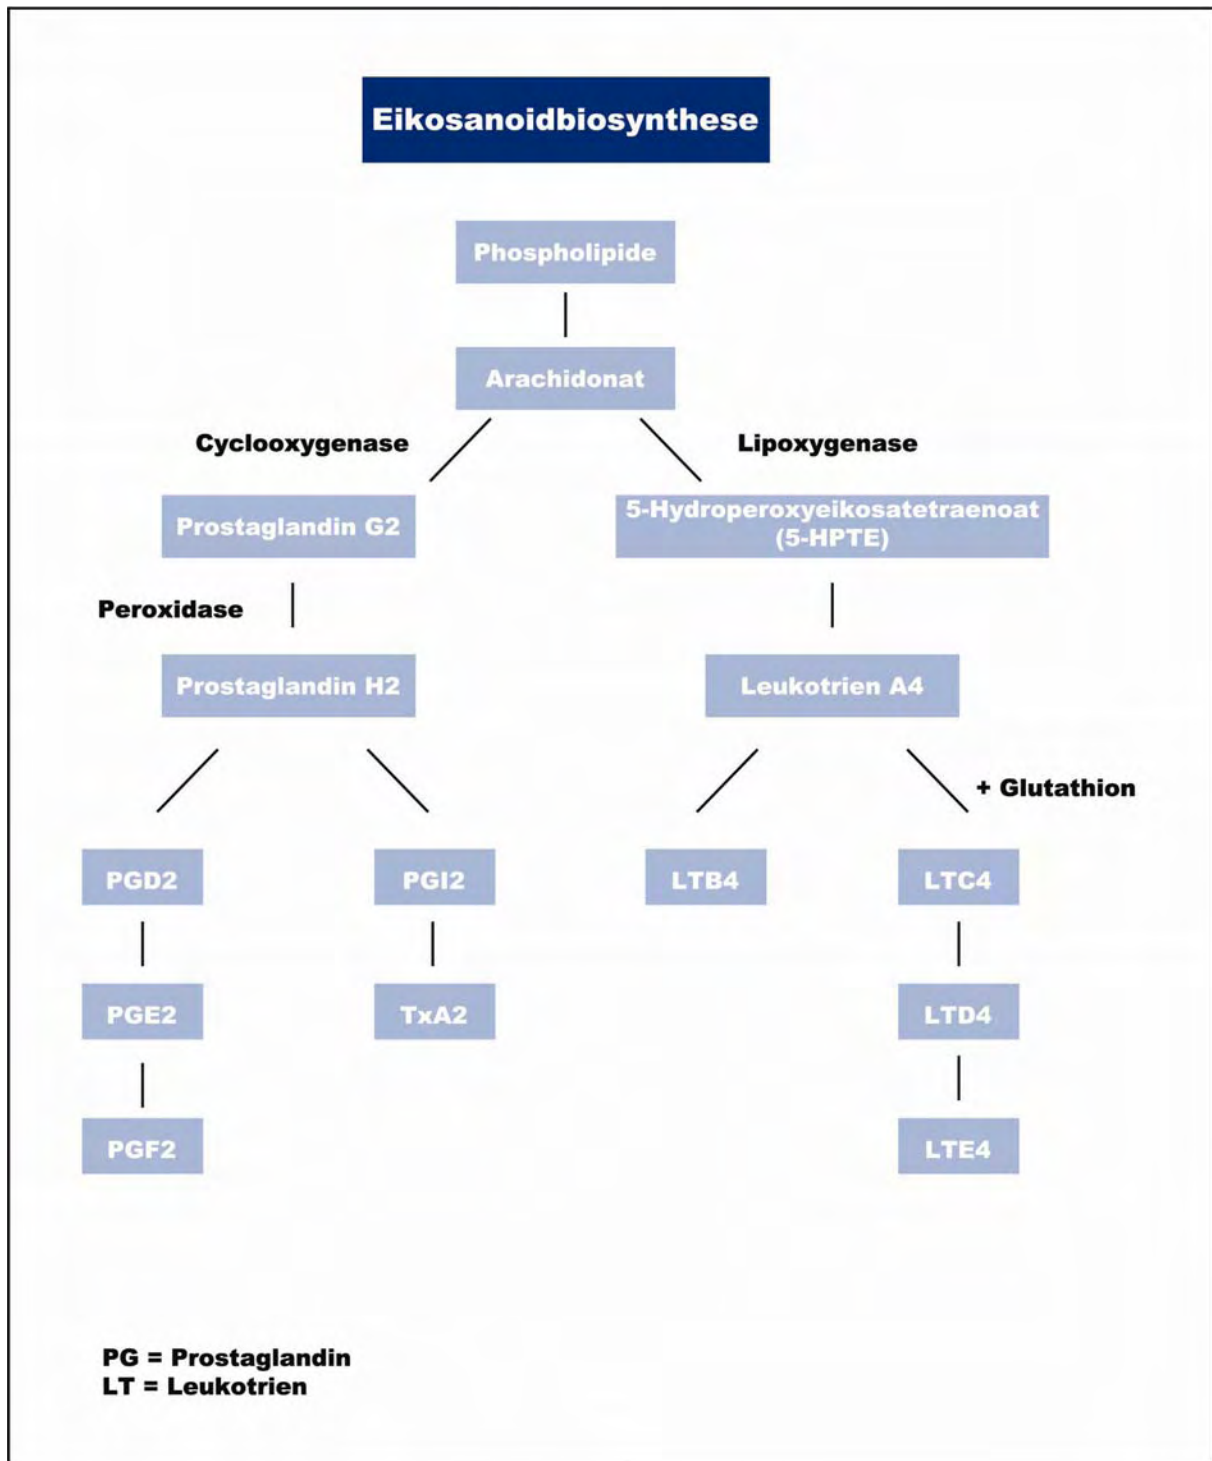 Eikosanoidbiosynthese
Phospholipide
Arachidonat
Cyclooxygenase
Lipoxygenase
Prostaglandin G2
5-Hydroperoxyeikosatetraenoat
(5-HPTE)
Peroxidase
Prostaglandin H2
Leukotrien A4
+ Glutathion
PGD2
PGI2
LTB4
LTC4
PGE2
TxA2
LTD4
PGF2
LTE4
PG = Prostaglandin
LT = Leukotrien